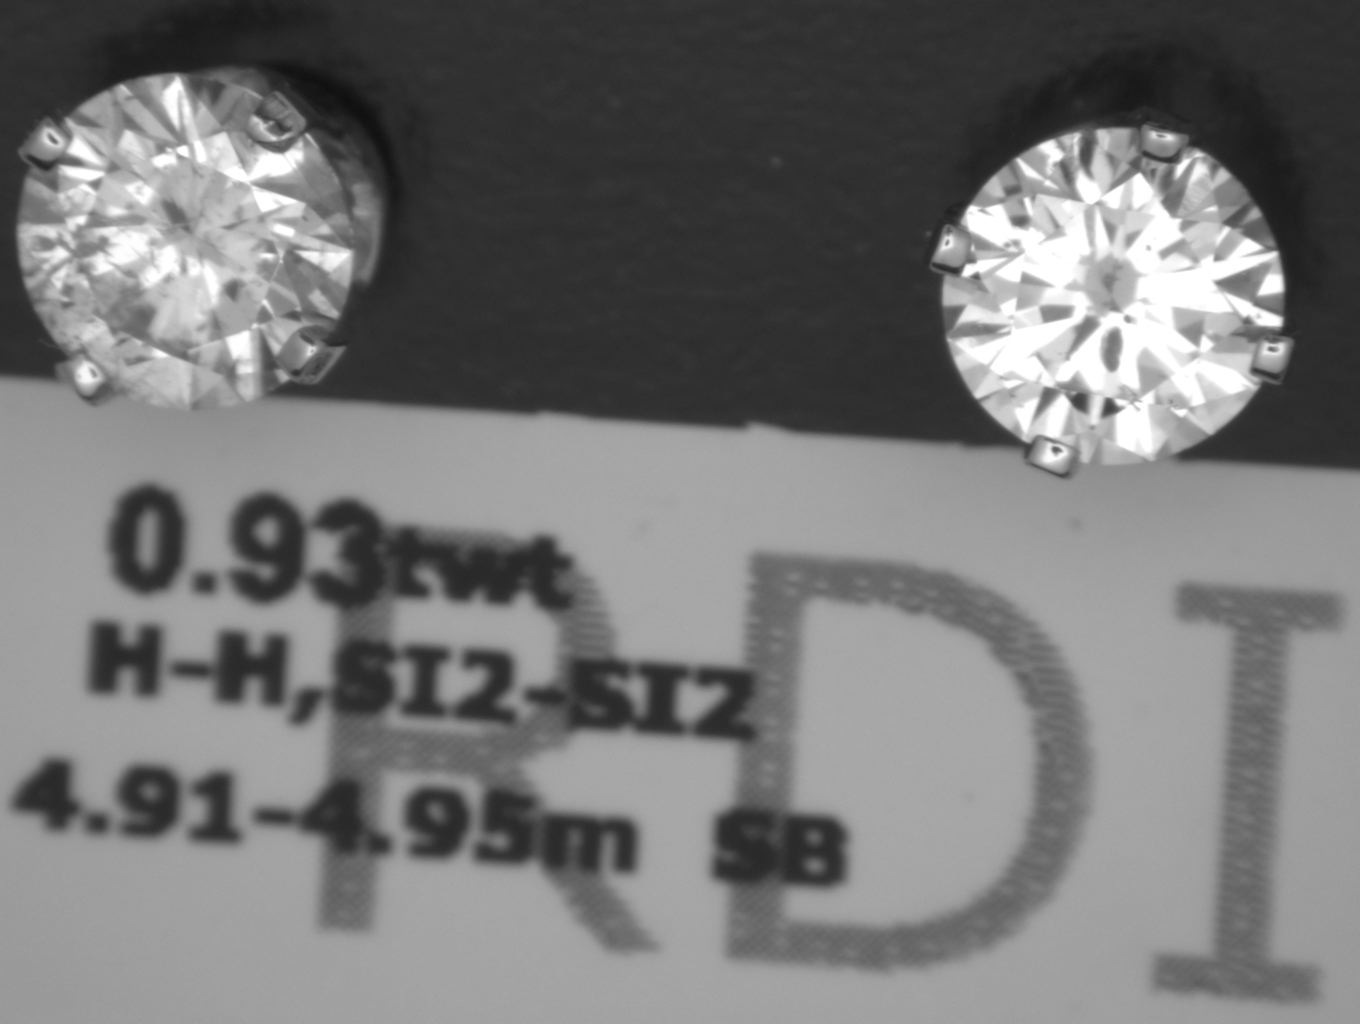 0.93twt
H-H,SI2-SI2
4.91-4.95m SB
RDI